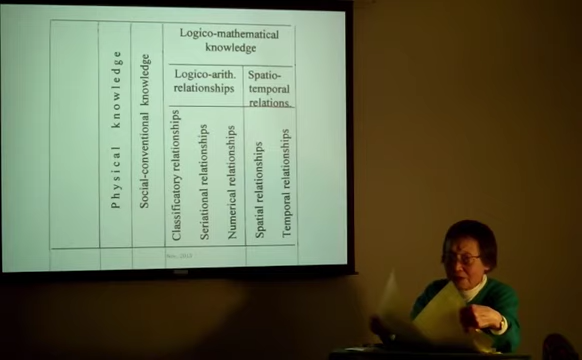 Logico-mathematical
knowledge
Logico-arith.
relationships
Spatio-
temporal
relations.
Physical knowledge
Social-conventional knowledge
Classificatory relationships
Seriational relationships
Numerical relationships
Spatial relationships
Temporal relationships